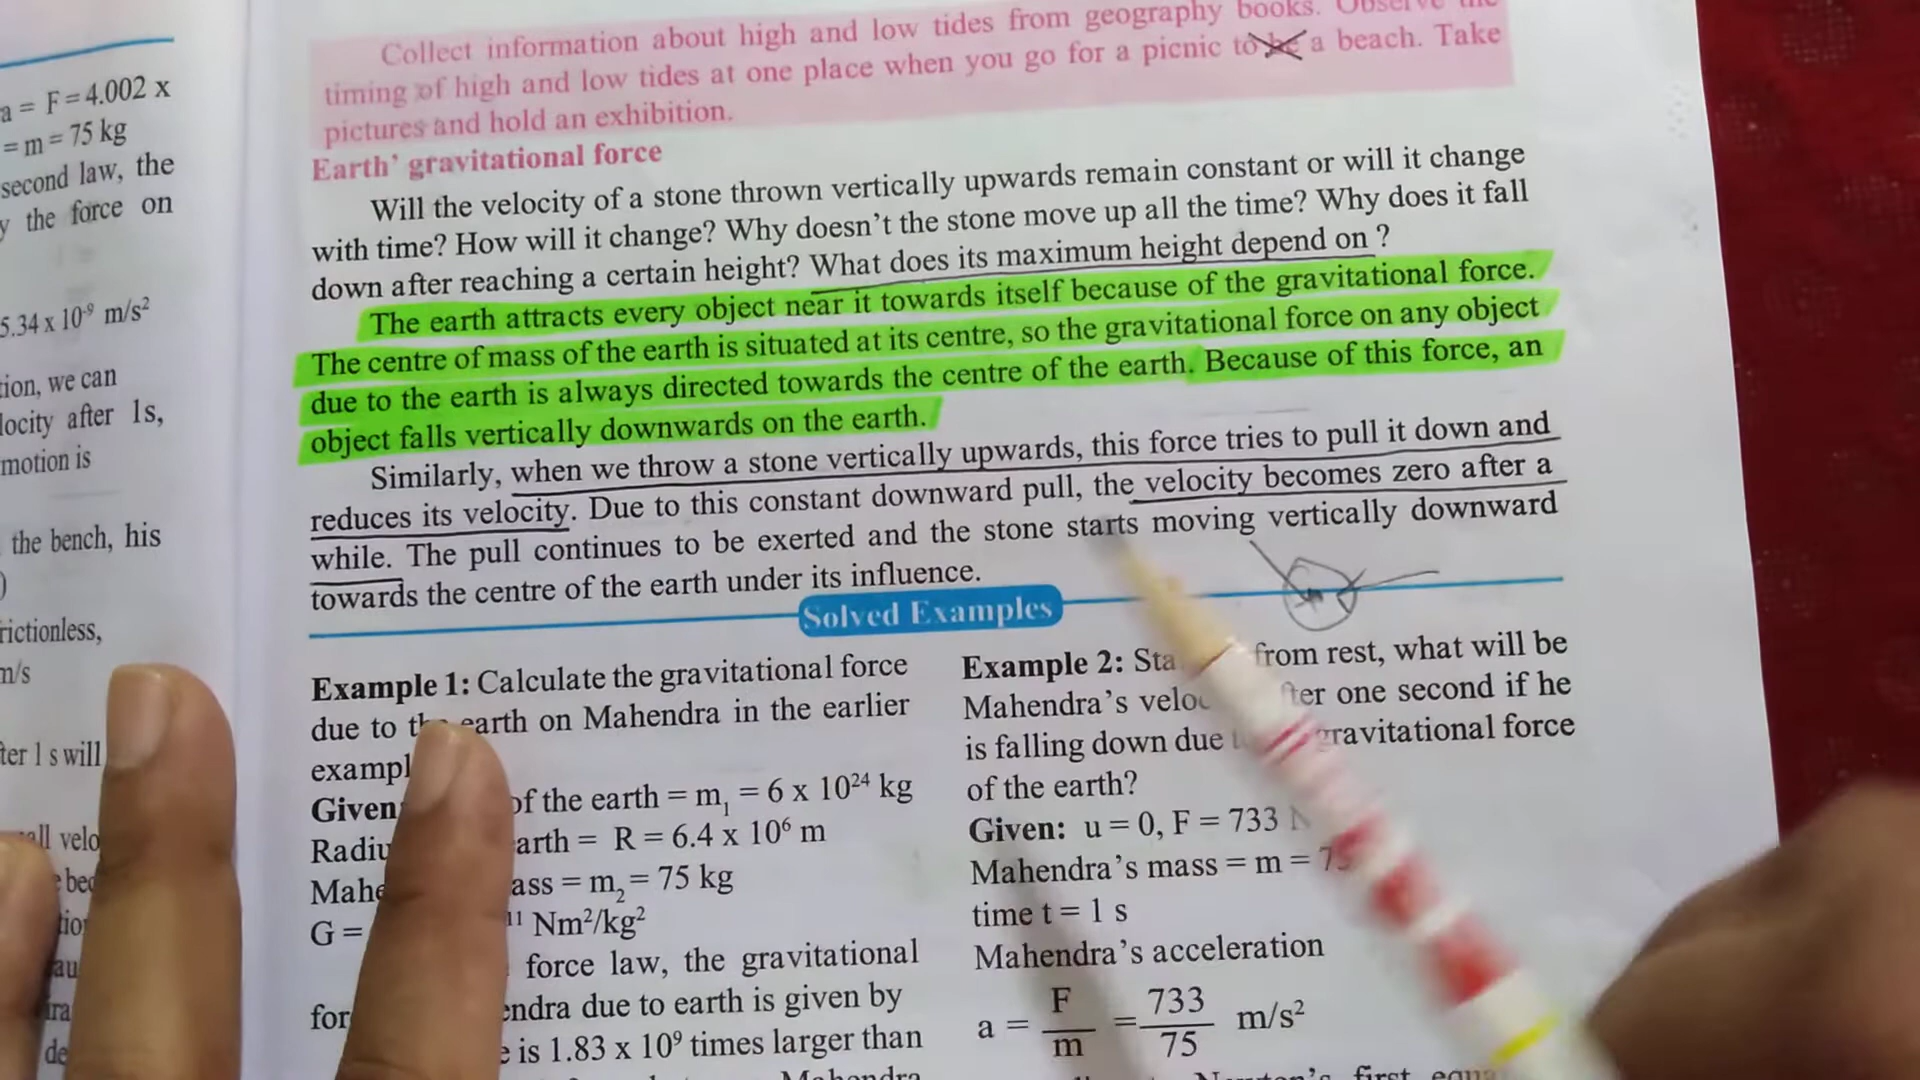 a = F = 4.002 x
= m = 75 kg
second law, the
the force on
5.34 x 10⁻⁹ m/s²
we can
after 1s,
motion is
the bench, his
m/s
1 s will
Collect information about high and low tides from geography books. Observe the
timing of high and low tides at one place when you go for a picnic to be a beach. Take
pictures and hold an exhibition.
Earth' gravitational force
Will the velocity of a stone thrown vertically upwards remain constant or will it change
with time? How will it change? Why doesn't the stone move up all the time? Why does it fall
down after reaching a certain height? What does its maximum height depend on ?
The earth attracts every object near it towards itself because of the gravitational force.
The centre of mass of the earth is situated at its centre, so the gravitational force on any object
due to the earth is always directed towards the centre of the earth. Because of this force, an
object falls vertically downwards on the earth.
Similarly, when we throw a stone vertically upwards, this force tries to pull it down and
reduces its velocity. Due to this constant downward pull, the velocity becomes zero after a
while. The pull continues to be exerted and the stone starts moving vertically downward
towards the centre of the earth under its influence.
Solved Examples
Example 1: Calculate the gravitational force
due to the earth on Mahendra in the earlier
Given of the earth = m₁ = 6 x 10²⁴ kg
= R = 6.4 x 10⁶ m
= m₂ = 75 kg
G = ¹¹ Nm²/kg²
force law, the gravitational
due to earth is given by
is 1.83 x 10⁹ times larger than
Example 2: from rest, what will be
Mahendra's one second if he
is falling down due gravitational force
of the earth?
Given: u = 0, F = 733
Mahendra's mass = m =
time t = 1 s
Mahendra's acceleration
a = F/m = 733/75 m/s²